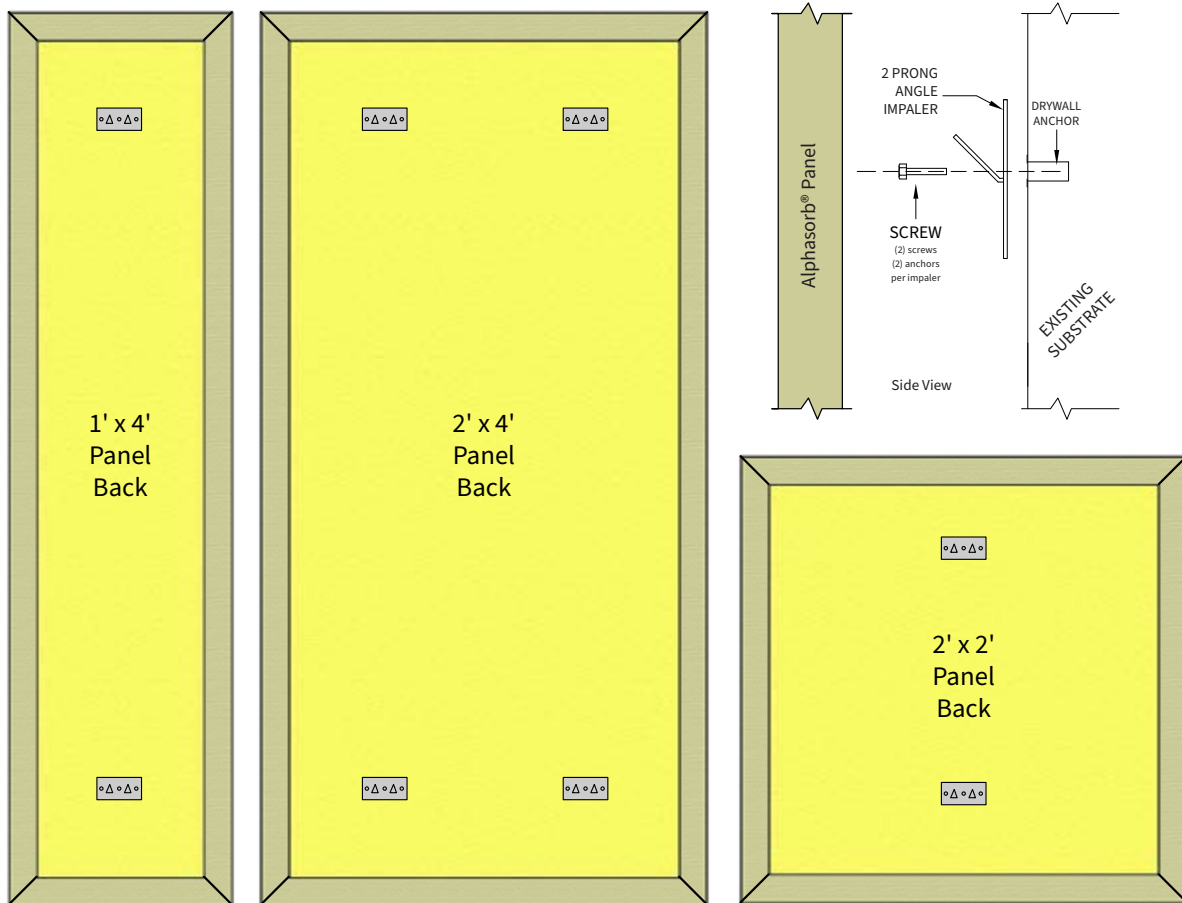 1' x 4'
Panel
Back
2' x 4'
Panel
Back
Alphasorb® Panel
2 PRONG
ANGLE
IMPALER
DRYWALL
ANCHOR
SCREW
(2) screws
(2) anchors
per impaler
EXISTING
SUBSTRATE
Side View
2' x 2'
Panel
Back